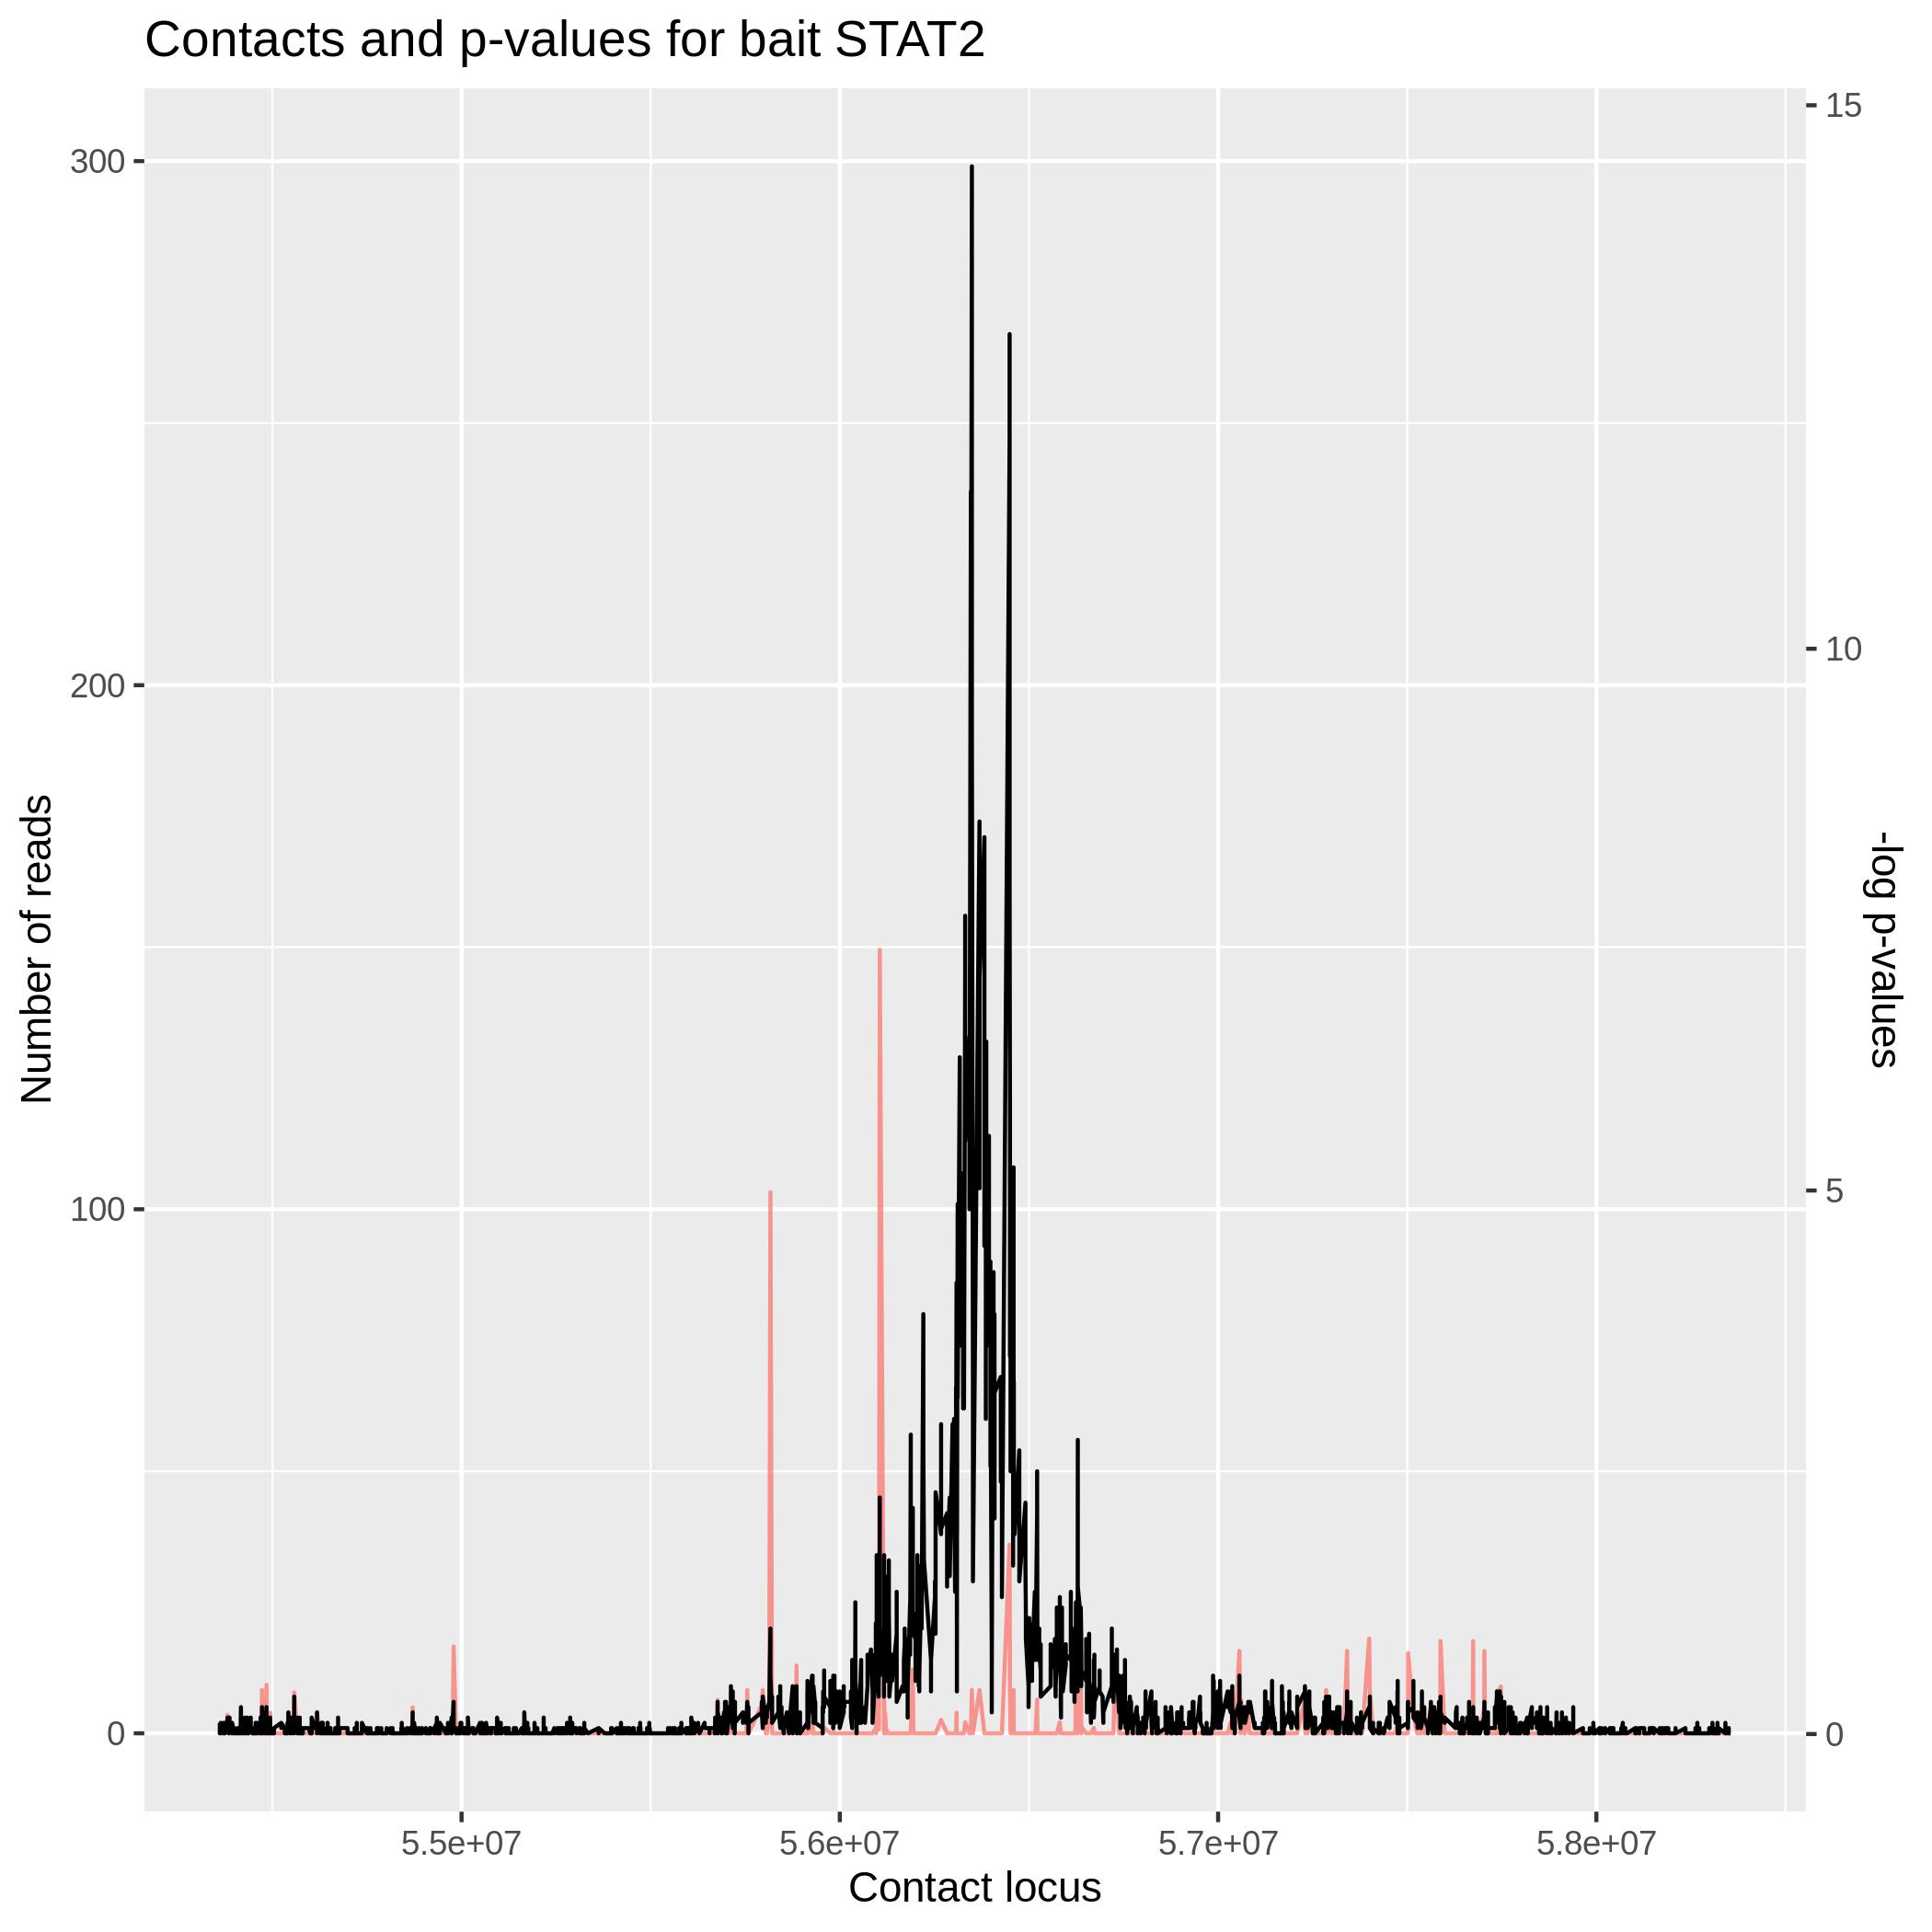 Contacts and p-values for bait STAT2
300
200
100
0
Number of reads
15
10
5
0
-log p-values
5.5e+07
5.6e+07
5.7e+07
5.8e+07
Contact locus